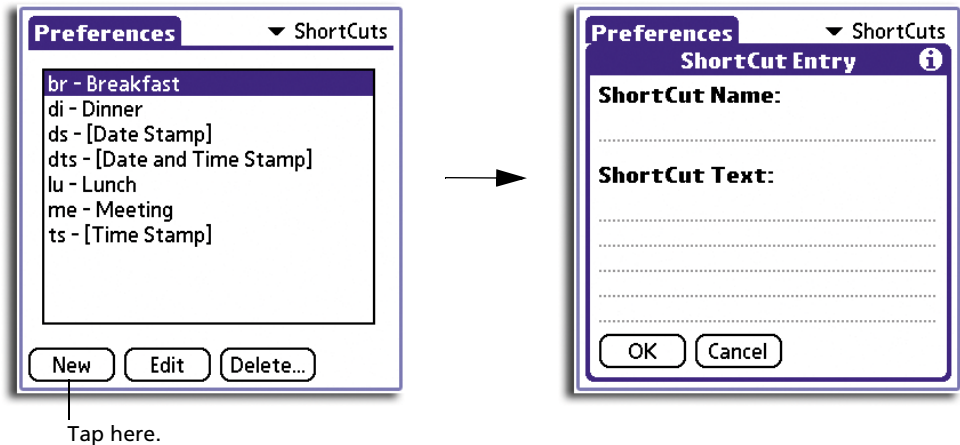 Preferences ShortCuts
br - Breakfast
di - Dinner
ds - [Date Stamp]
dts - [Date and Time Stamp]
lu - Lunch
me - Meeting
ts - [Time Stamp]
New Edit Delete...
Tap here.
Preferences ShortCuts
ShortCut Entry i
ShortCut Name:
ShortCut Text:
OK Cancel